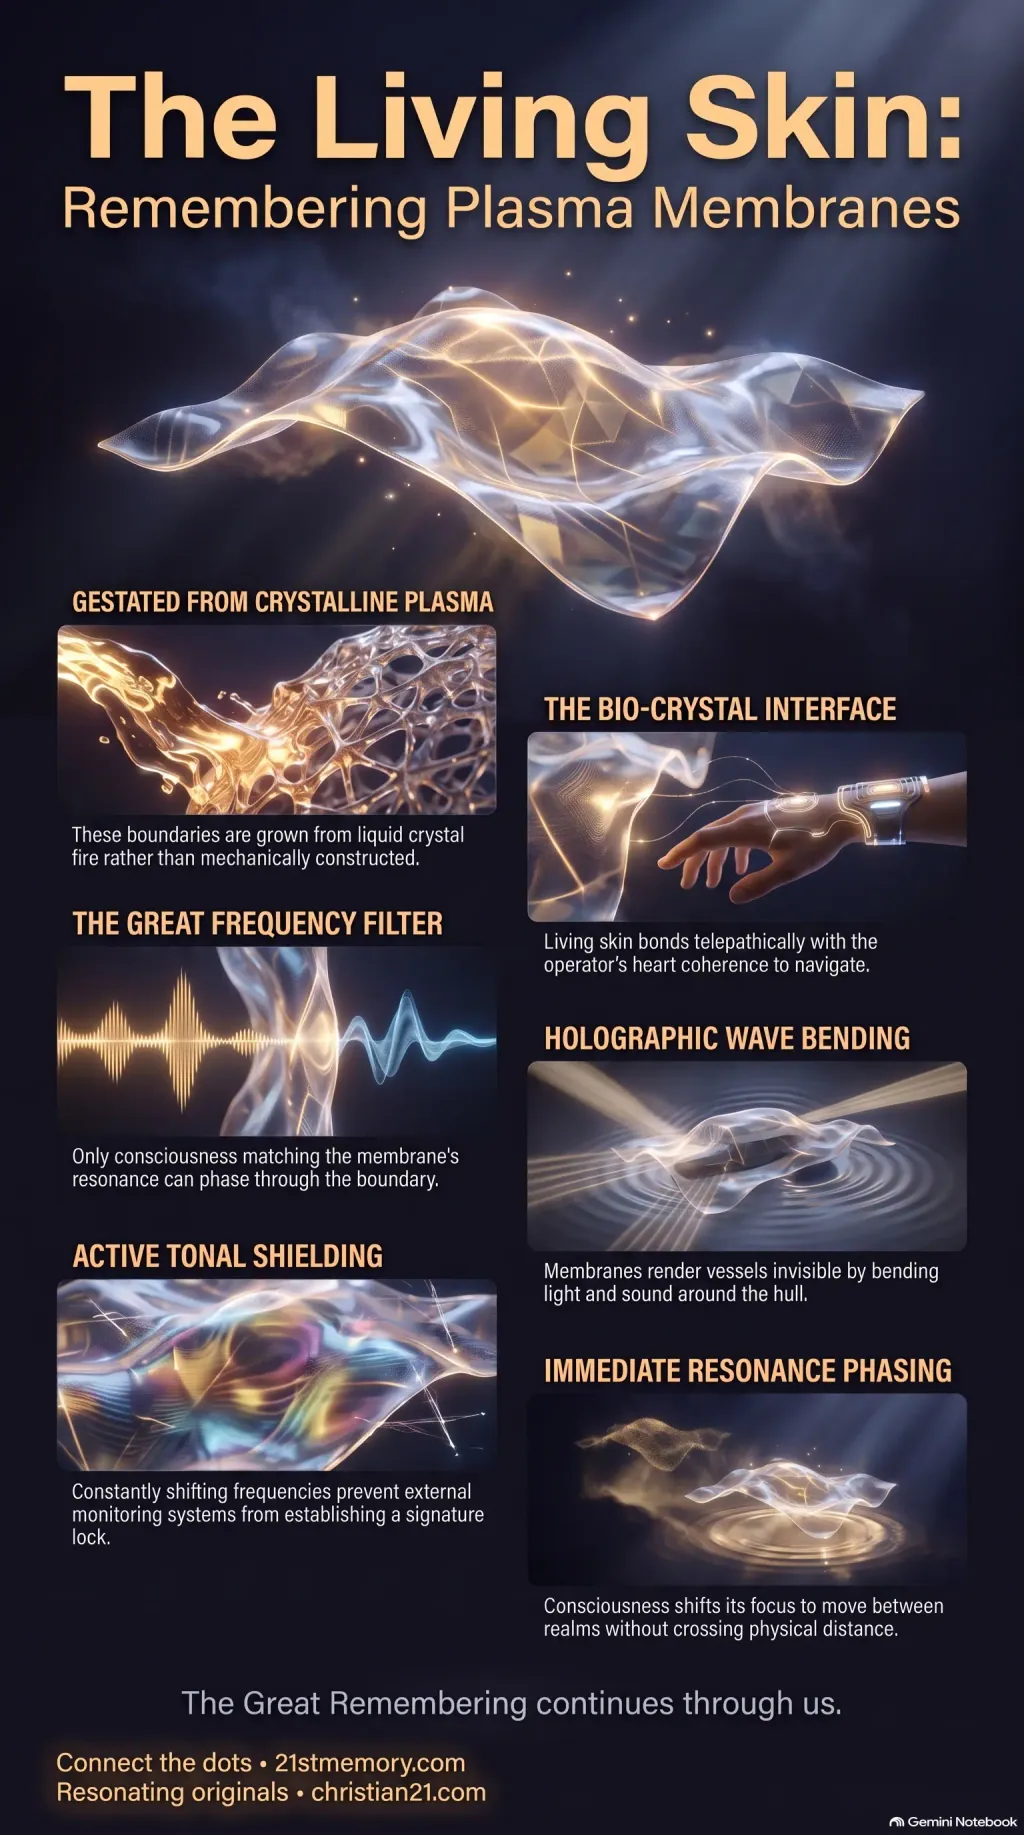 The Living Skin:
Remembering Plasma Membranes
GESTATED FROM CRYSTALLINE PLASMA
These boundaries are grown from liquid crystal
fire rather than mechanically constructed.
THE BIO-CRYSTAL INTERFACE
Living skin bonds telepathically with the
operator's heart coherence to navigate.
THE GREAT FREQUENCY FILTER
Only consciousness matching the membrane's
resonance can phase through the boundary.
HOLOGRAPHIC WAVE BENDING
Membranes render vessels invisible by bending
light and sound around the hull.
ACTIVE TONAL SHIELDING
Constantly shifting frequencies prevent external
monitoring systems from establishing a signature
lock.
IMMEDIATE RESONANCE PHASING
Consciousness shifts its focus to move between
realms without crossing physical distance.
The Great Remembering continues through us.
Connect the dots • 21stmemory.com
Resonating originals • christian21.com
Gemini Notebook